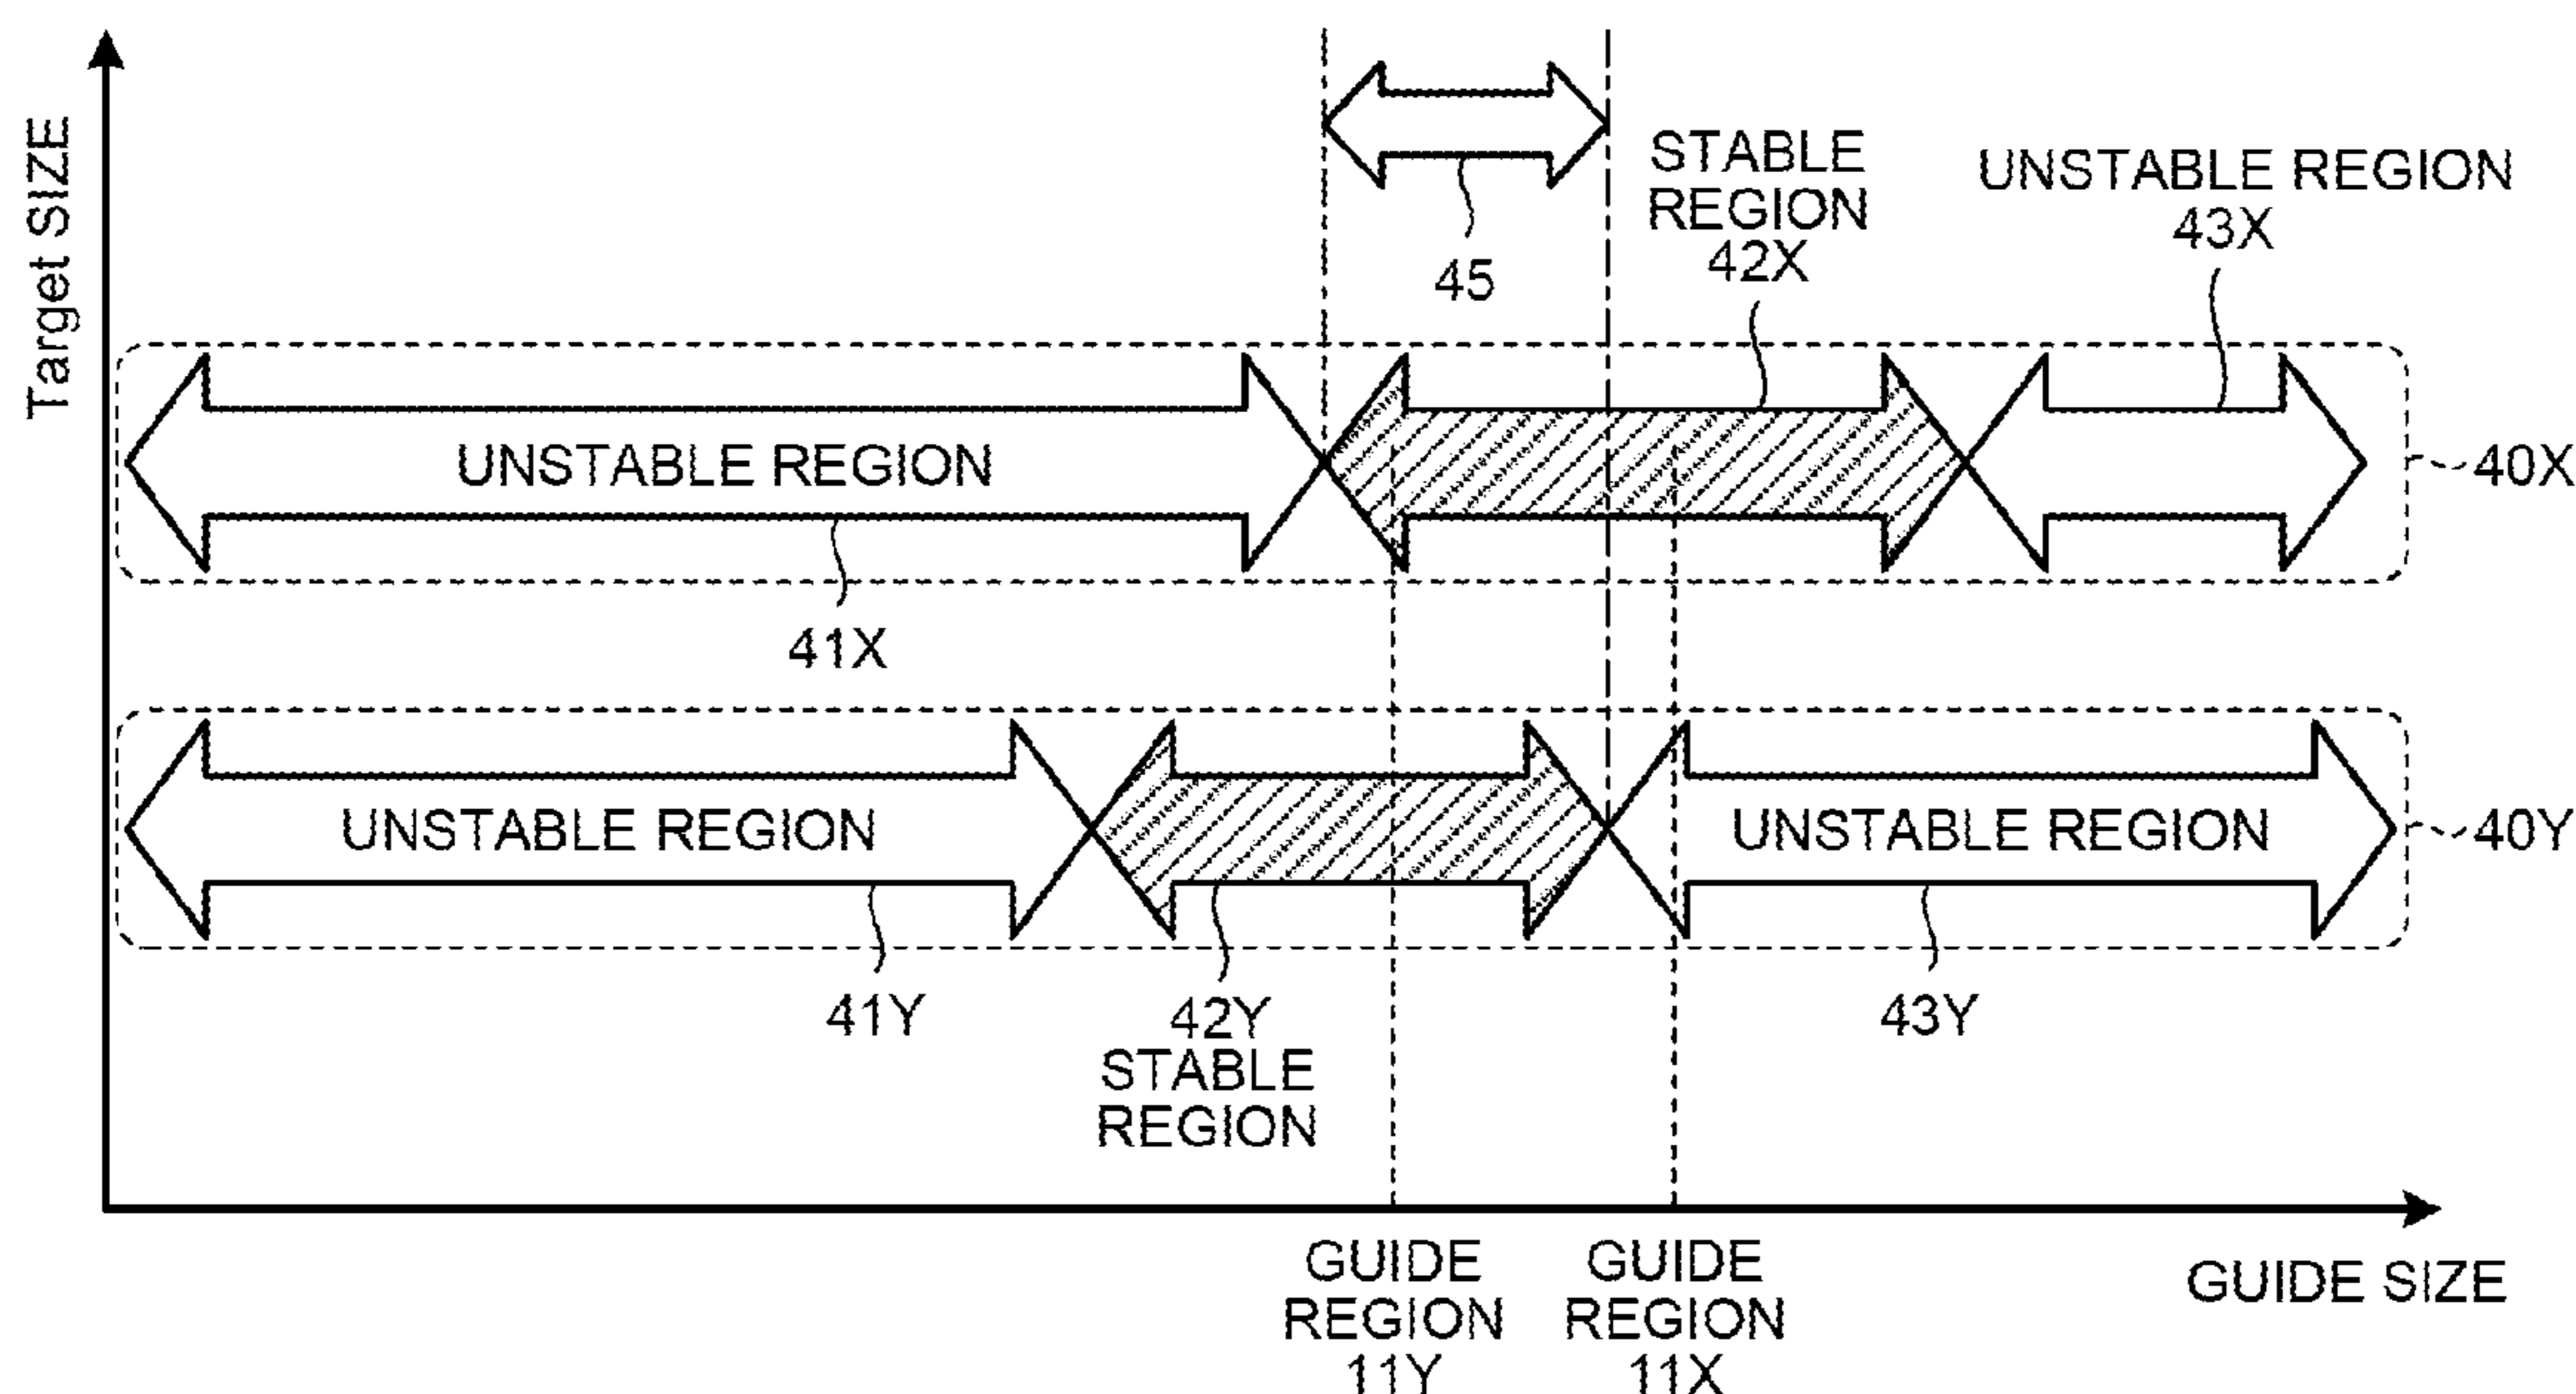 Target SIZE
STABLE
REGION
42X
UNSTABLE REGION
43X
45
UNSTABLE REGION
40X
41X
UNSTABLE REGION
UNSTABLE REGION
40Y
41Y
42Y
STABLE
REGION
43Y
GUIDE
REGION
11Y
GUIDE
REGION
11X
GUIDE SIZE